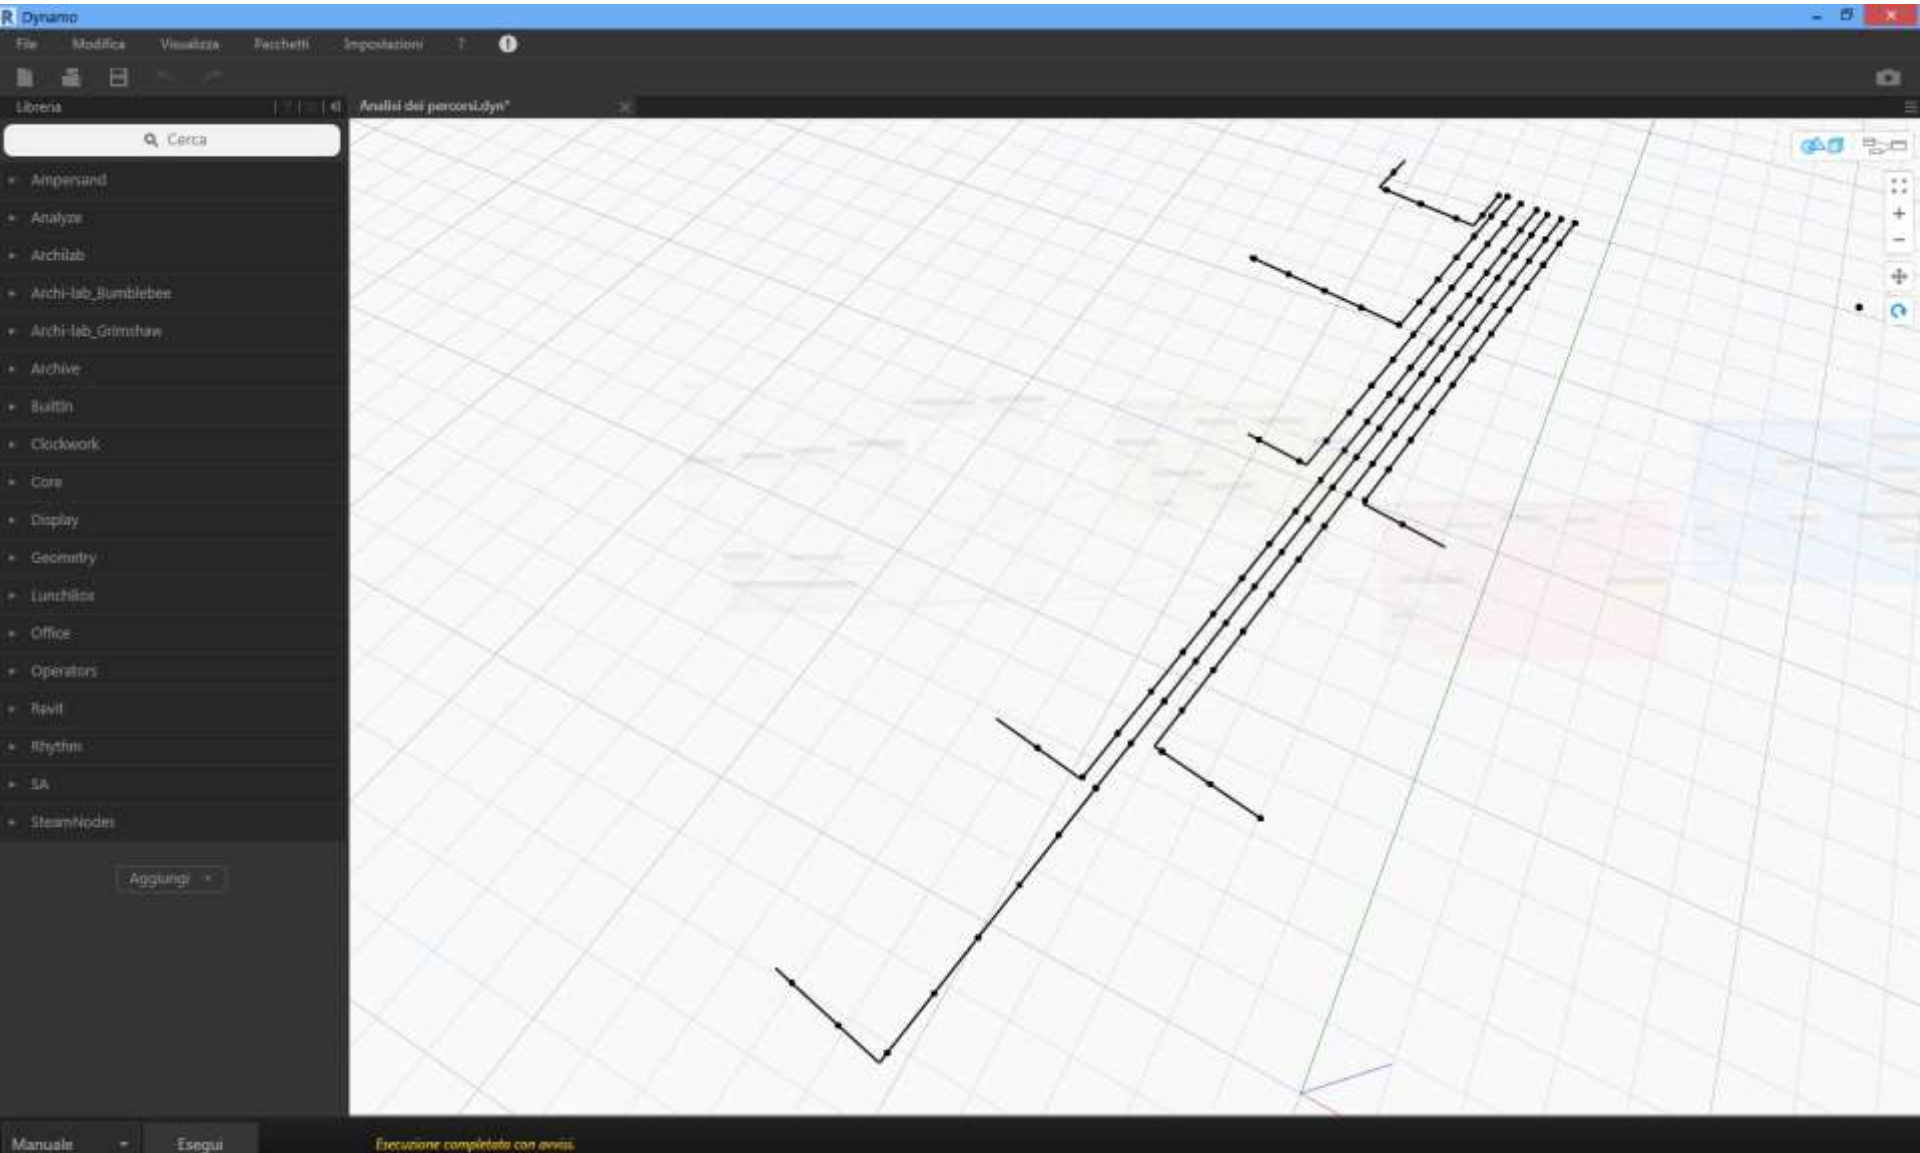 R Dynamo
File Modifica Visualizza Pacchetti Impostazioni ?
Libreria
Analisi dei percorsi.dyn*
Cerca
Ampersand
Analyze
Archilab
Archi-lab_Bumblebee
Archi-lab_Grimshaw
Archive
BuiltIn
Clockwork
Core
Display
Geometry
LunchBox
Office
Operators
Revit
Rhythm
SA
SteamNodes
Aggiungi
Manuale
Esegui
Esecuzione completata con avvisi.